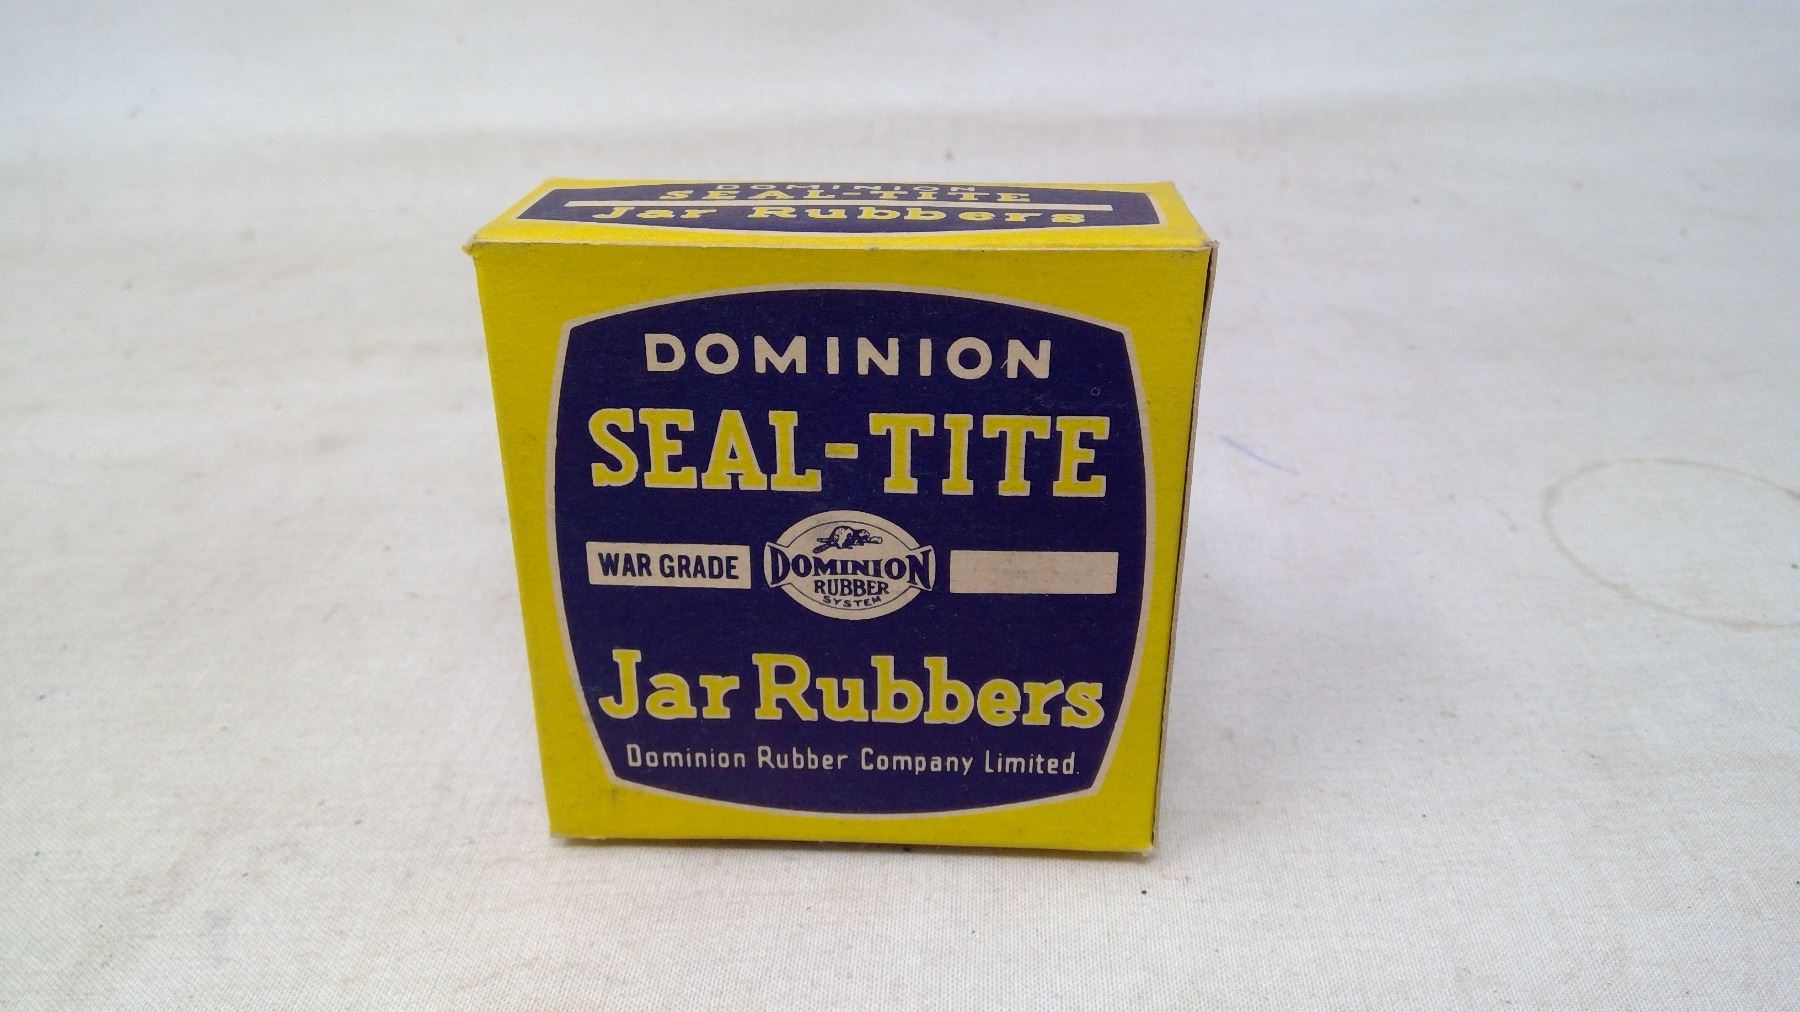 DOMINION
SEAL-TITE
Jar Rubbers
DOMINION
SEAL-TITE
WAR GRADE
DOMINION
RUBBER
SYSTEM
Jar Rubbers
Dominion Rubber Company Limited.